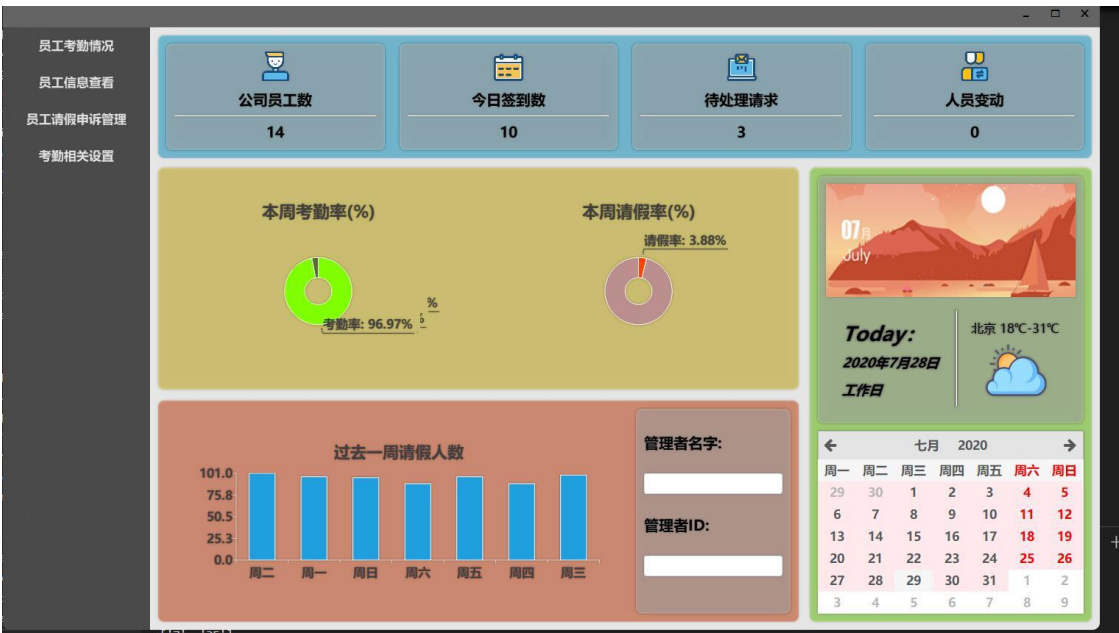 员工考勤情况
员工信息查看
员工请假申诉管理
考勤相关设置
公司员工数
14
今日签到数
10
待处理请求
3
人员变动
0
本周考勤率(%)
%
考勤率: 96.97%
本周请假率(%)
请假率: 3.88%
07月
July
Today:
2020年7月28日
工作日
北京 18℃-31℃
过去一周请假人数
101.0
75.8
50.5
25.3
0.0
周二 周一 周日 周六 周五 周四 周三
管理者名字:
管理者ID:
七月 2020
周一 周二 周三 周四 周五 周六 周日
29 30 1 2 3 4 5
6 7 8 9 10 11 12
13 14 15 16 17 18 19
20 21 22 23 24 25 26
27 28 29 30 31 1 2
3 4 5 6 7 8 9